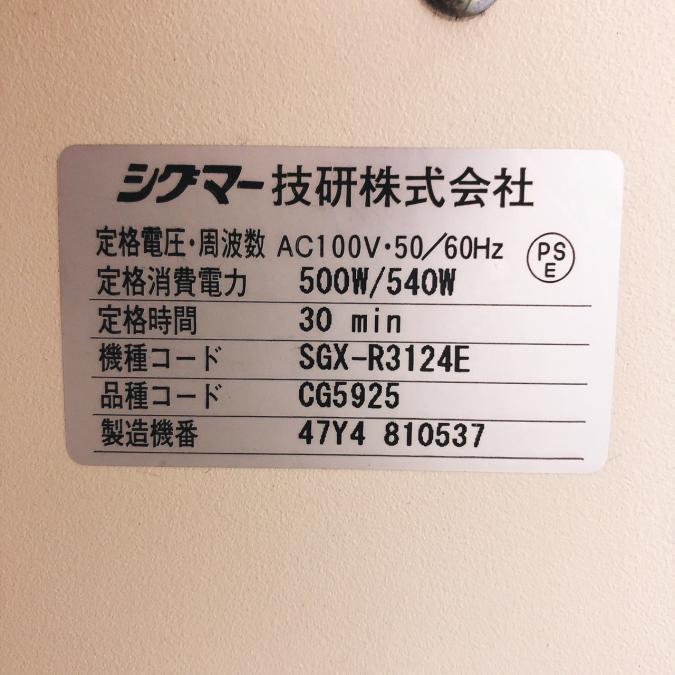 シグマー技研株式会社
定格電圧・周波数 AC100V・50/60Hz
PS
E
定格消費電力 500W/540W
定格時間 30 min
機種コード SGX-R3124E
品種コード CG5925
製造機番 47Y4 810537